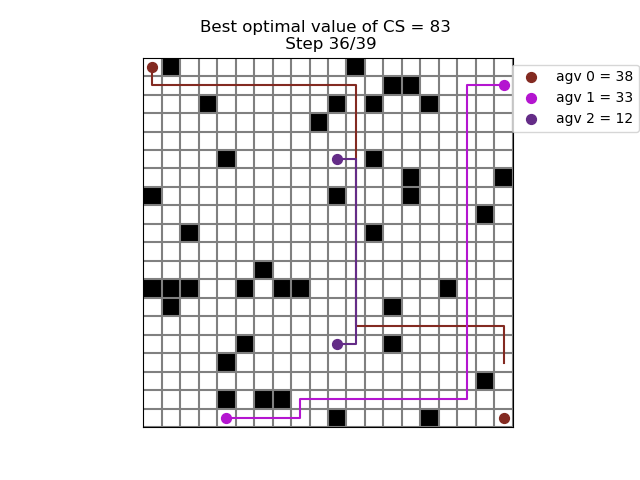 Best optimal value of CS = 83
Step 36/39
agv 0 = 38
agv 1 = 33
agv 2 = 12